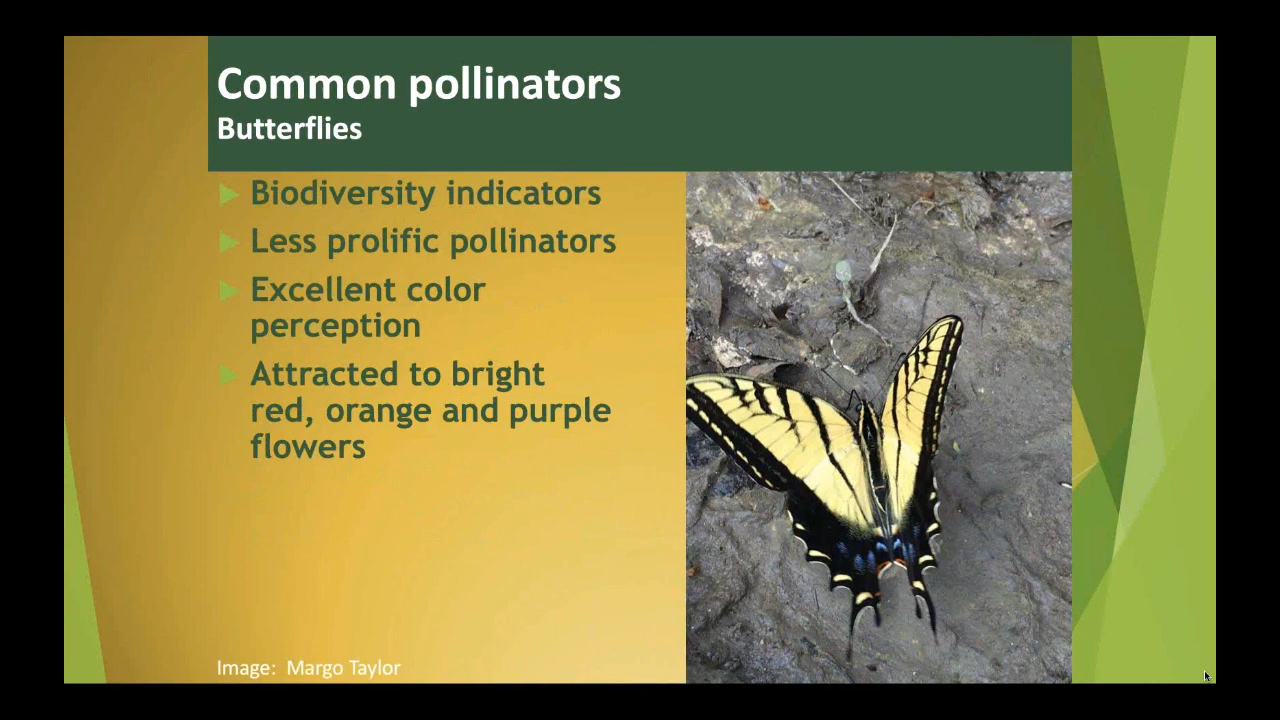 Common pollinators
Butterflies
Biodiversity indicators
Less prolific pollinators
Excellent color
perception
Attracted to bright
red, orange and purple
flowers
Image:  Margo Taylor